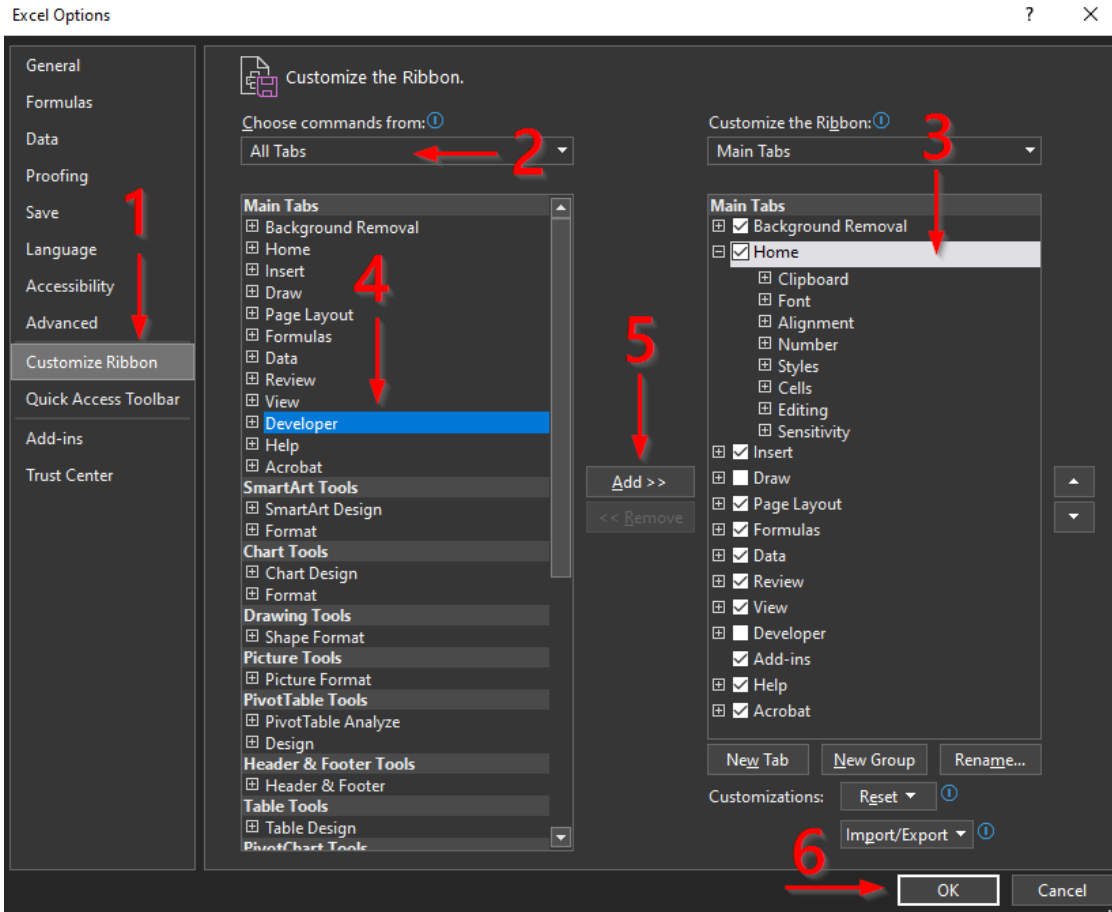 Excel Options
?
General
Formulas
Data
Proofing
Save
Language
Accessibility
Advanced
Customize Ribbon
Quick Access Toolbar
Add-ins
Trust Center
1
Customize the Ribbon.
Choose commands from:
All Tabs
2
Main Tabs
Background Removal
Home
Insert
Draw
Page Layout
Formulas
Data
Review
View
Developer
Help
Acrobat
SmartArt Tools
SmartArt Design
Format
Chart Tools
Chart Design
Format
Drawing Tools
Shape Format
Picture Tools
Picture Format
PivotTable Tools
PivotTable Analyze
Design
Header & Footer Tools
Header & Footer
Table Tools
Table Design
PivotChart Tools
4
5
Add >>
<< Remove
Customize the Ribbon:
Main Tabs
3
Main Tabs
Background Removal
Home
Clipboard
Font
Alignment
Number
Styles
Cells
Editing
Sensitivity
Insert
Draw
Page Layout
Formulas
Data
Review
View
Developer
Add-ins
Help
Acrobat
New Tab
New Group
Rename...
Customizations:
Reset
Import/Export
6
OK
Cancel